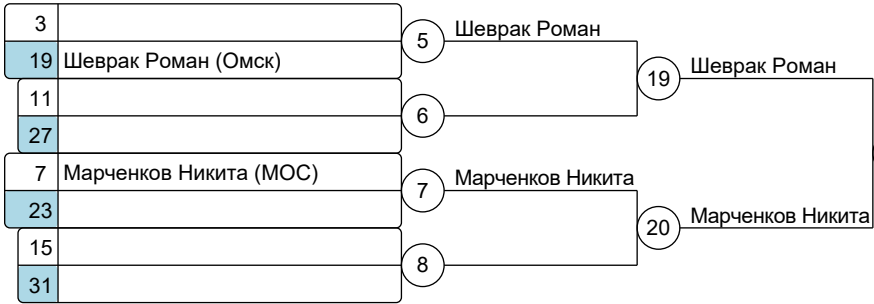 3
5
Шеврак Роман
19 Шеврак Роман (Омск)
19
Шеврак Роман
11
6
27
7 Марченков Никита (МОС)
7
Марченков Никита
23
20
Марченков Никита
15
8
31